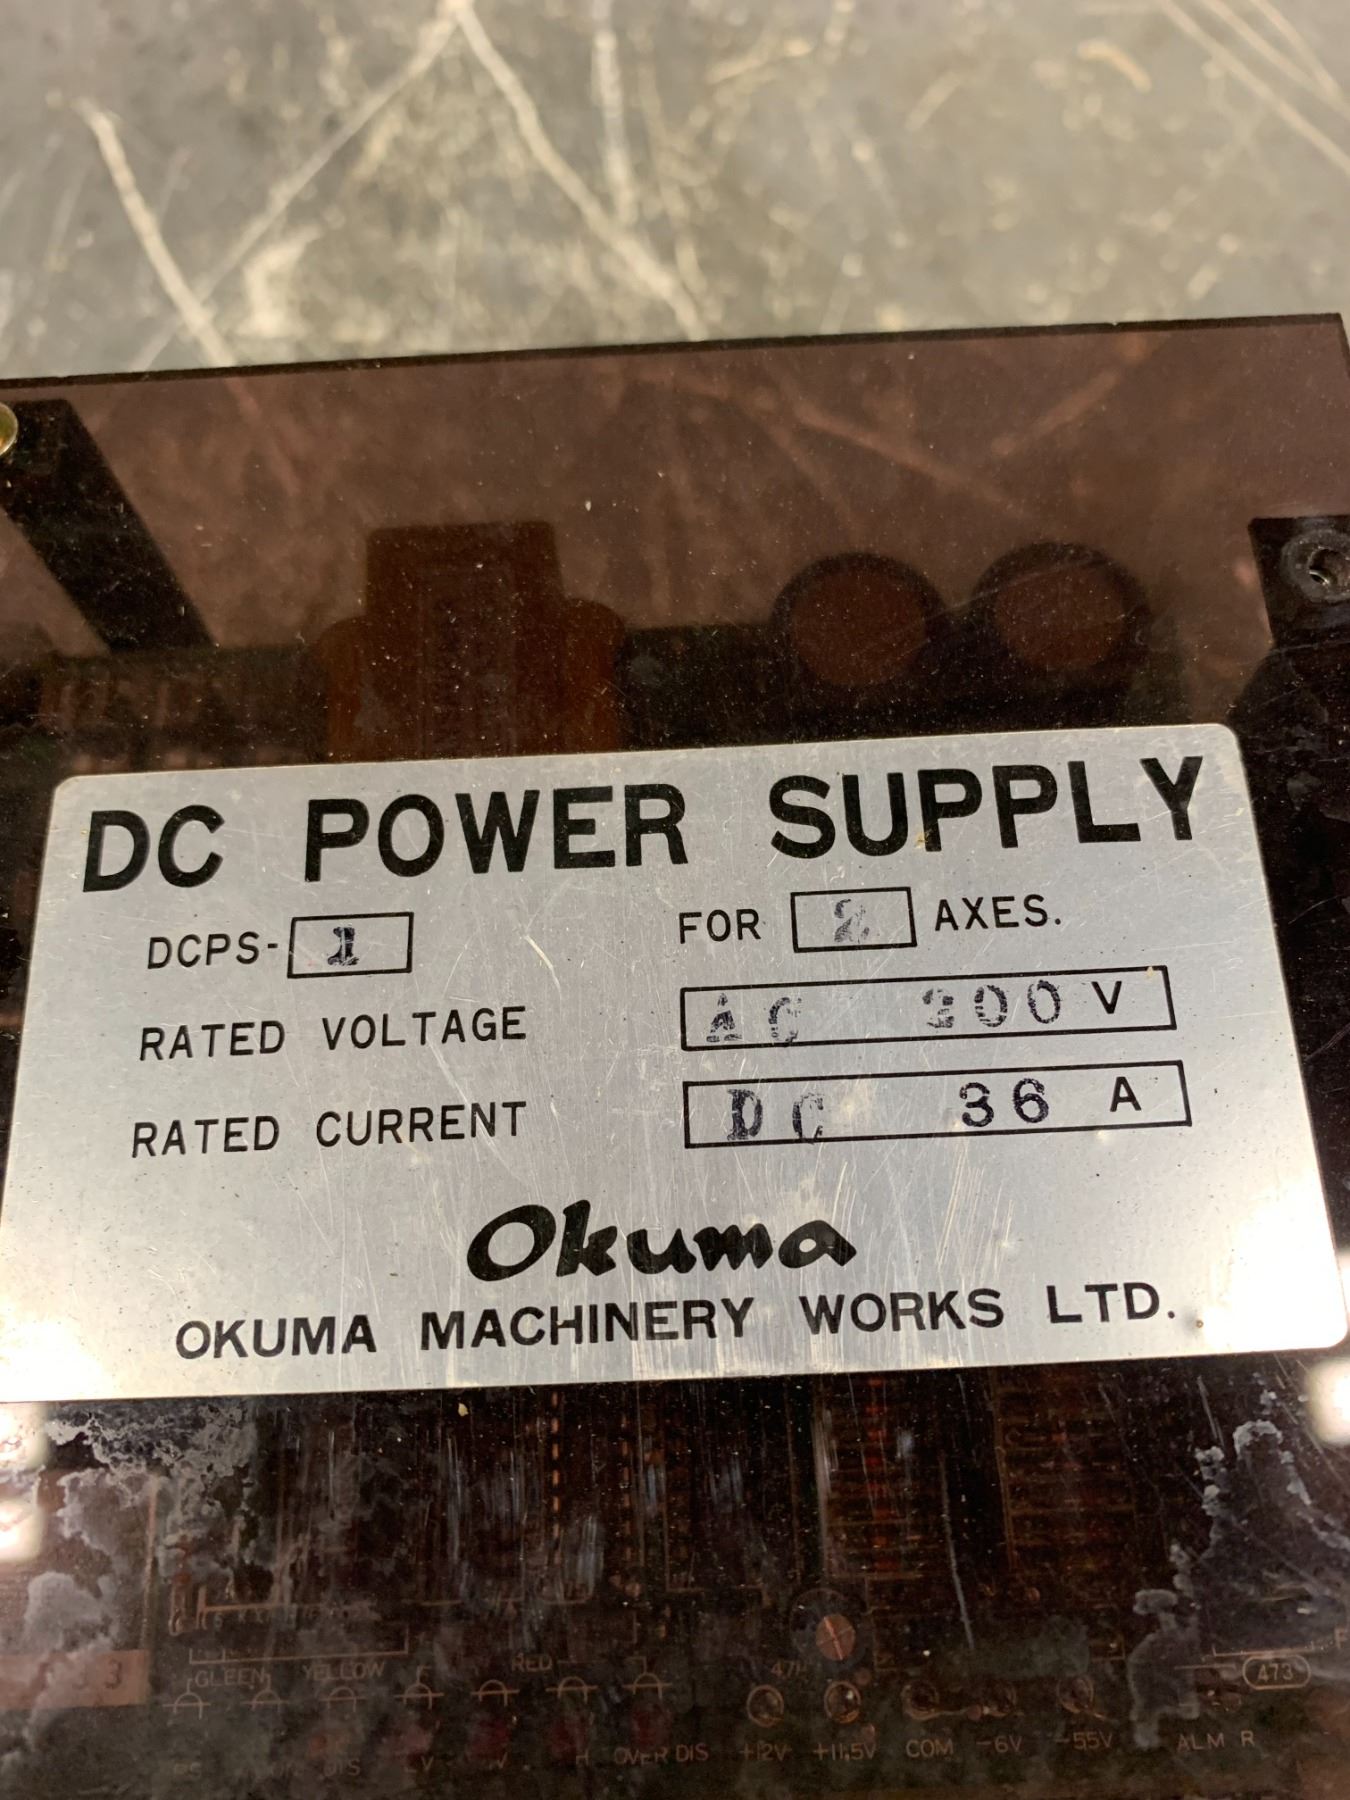 DC POWER SUPPLY
DCPS-1 FOR 2 AXES.
RATED VOLTAGE AC 200 V
RATED CURRENT DC 36 A
Okuma
OKUMA MACHINERY WORKS LTD.
GLEEN YELLOW RED
473
OVER DIS +12V +11.5V COM -6V -55V ALM R